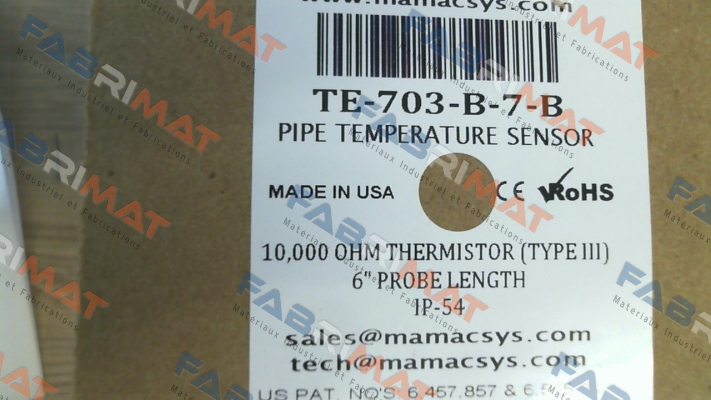 www.mamacsys.com
TE-703-B-7-B
PIPE TEMPERATURE SENSOR
MADE IN USA
CE RoHS
10,000 OHM THERMISTOR (TYPE III)
6" PROBE LENGTH
IP-54
sales@mamacsys.com
tech@mamacsys.com
US PAT. NO'S 6,457,857 &
FABRIMAT
Materiaux Industriel et Fabrications